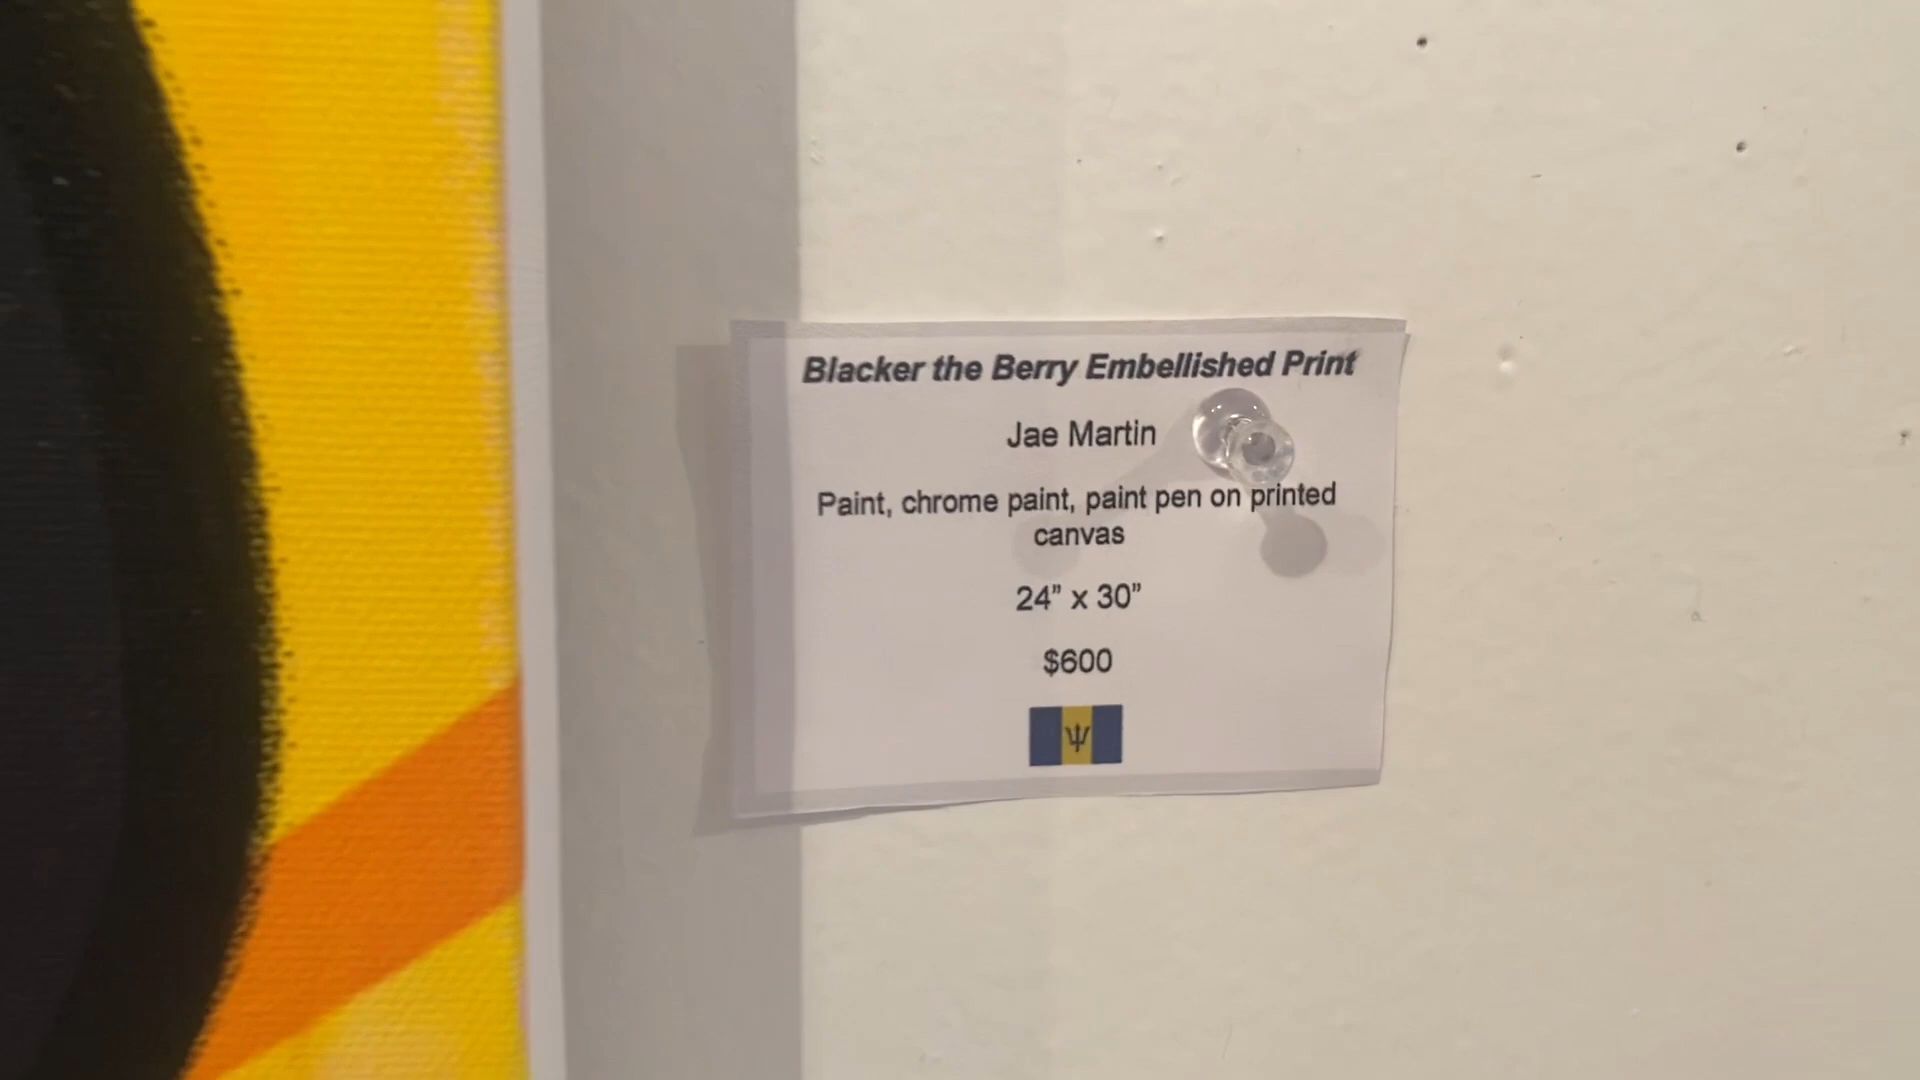 Blacker the Berry Embellished Print
Jae Martin
Paint, chrome paint, paint pen on printed
canvas
24” x 30”
$600